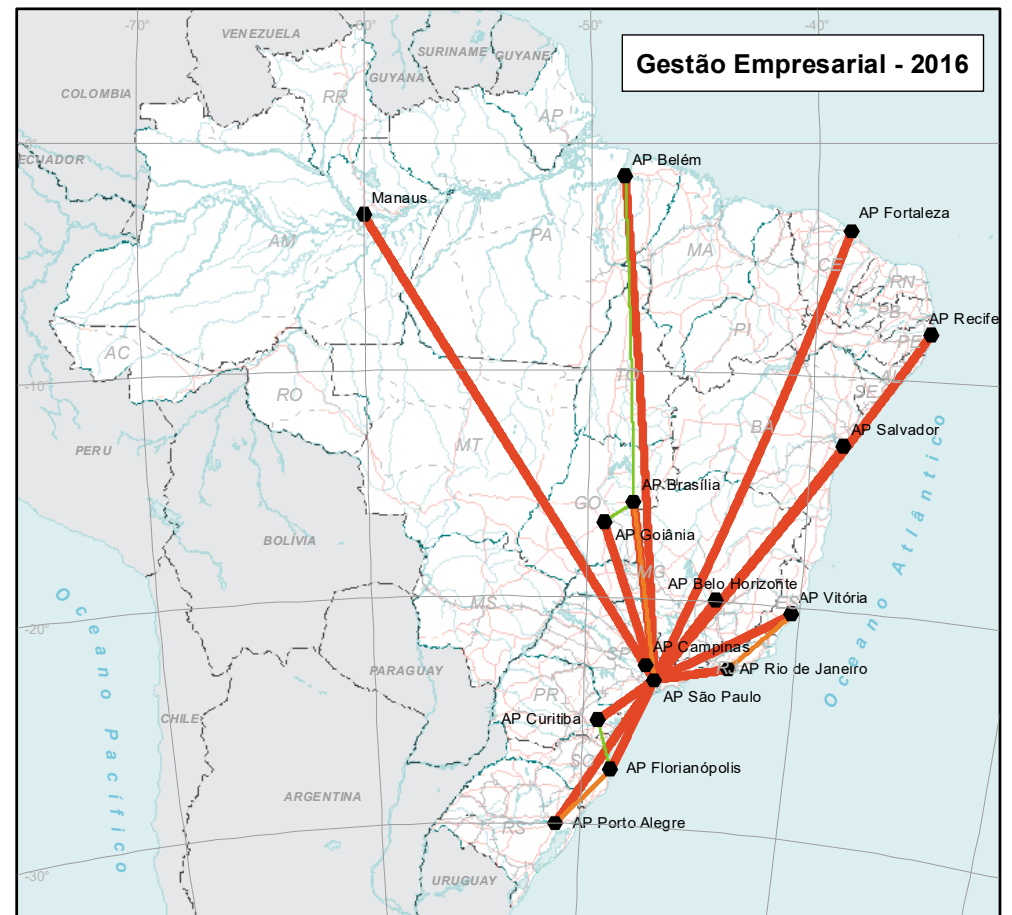 -70°
-60°
-50°
-40°
VENEZUELA
SURINAME
GUYANE
GUYANA
Gestão Empresarial - 2016
COLOMBIA
RR
AP
0°
ECUADOR
AP Belém
Manaus
AP Fortaleza
AM
PA
MA
CE
RN
PB
AP Recife
PE
PI
AC
TO
AL
-10°
SE
RO
BA
AP Salvador
MT
PERU
AP Brasília
GO
AP Goiânia
BOLÍVIA
MG
AP Belo Horizonte
MS
ES
AP Vitória
-20°
SP
AP Campinas
AP Rio de Janeiro
PARAGUAY
AP São Paulo
PR
CHILE
AP Curitiba
SC
AP Florianópolis
ARGENTINA
AP Porto Alegre
RS
-30°
URUGUAY
Oceano Pacífico
Oceano Atlântico